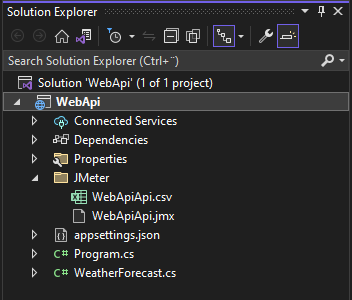 Solution Explorer
Search Solution Explorer (Ctrl+¨)
Solution 'WebApi' (1 of 1 project)
WebApi
Connected Services
Dependencies
Properties
JMeter
WebApiApi.csv
WebApiApi.jmx
appsettings.json
C# Program.cs
C# WeatherForecast.cs